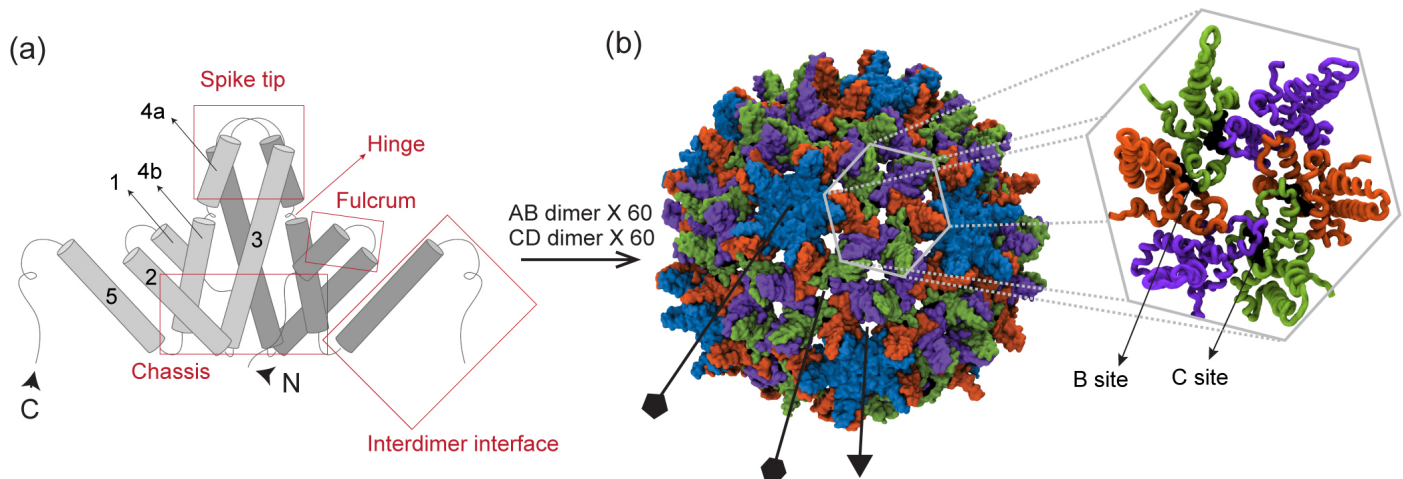 (a)
Spike tip
4a
Hinge
1
4b
Fulcrum
3
2
5
Chassis
C
N
Interdimer interface
AB dimer X 60
CD dimer X 60
(b)
B site
C site